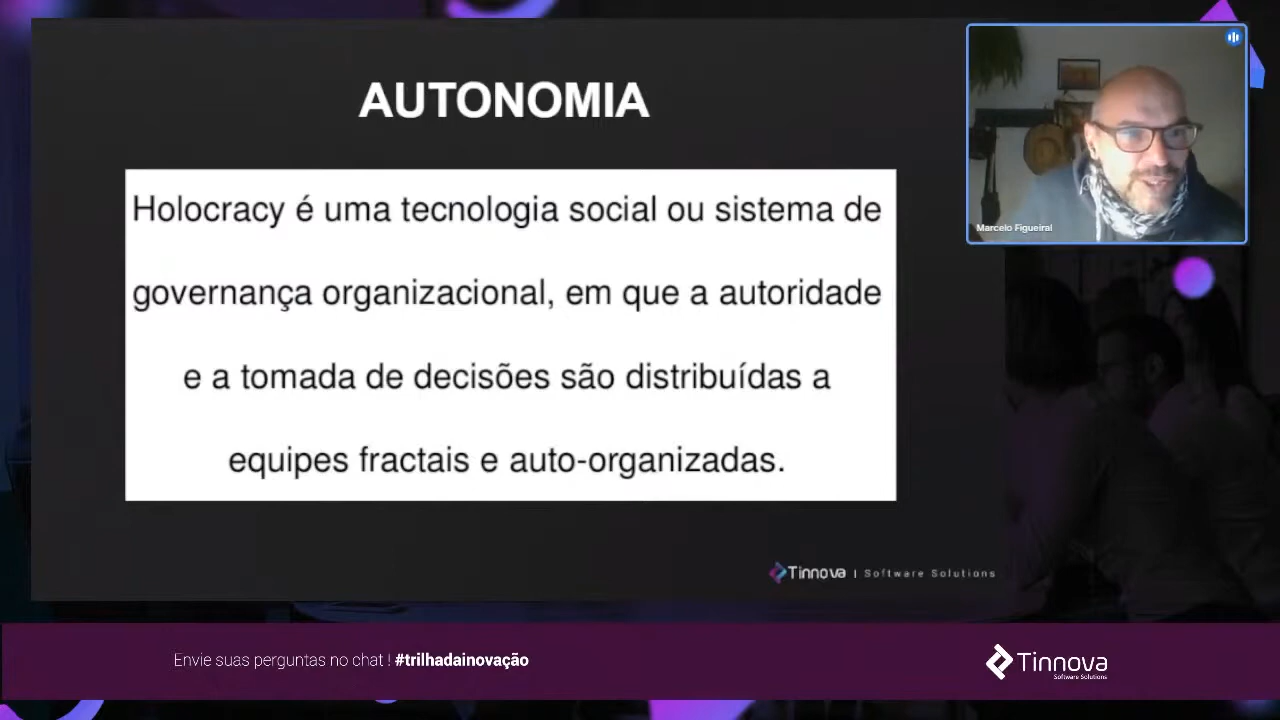 AUTONOMIA
Holocracy é uma tecnologia social ou sistema de
governança organizacional, em que a autoridade
e a tomada de decisões são distribuídas a
equipes fractais e auto-organizadas.
Marcelo Figueiral
Tinnova | Software Solutions
Envie suas perguntas no chat ! #trilhadainovação
Tinnova
Software Solutions